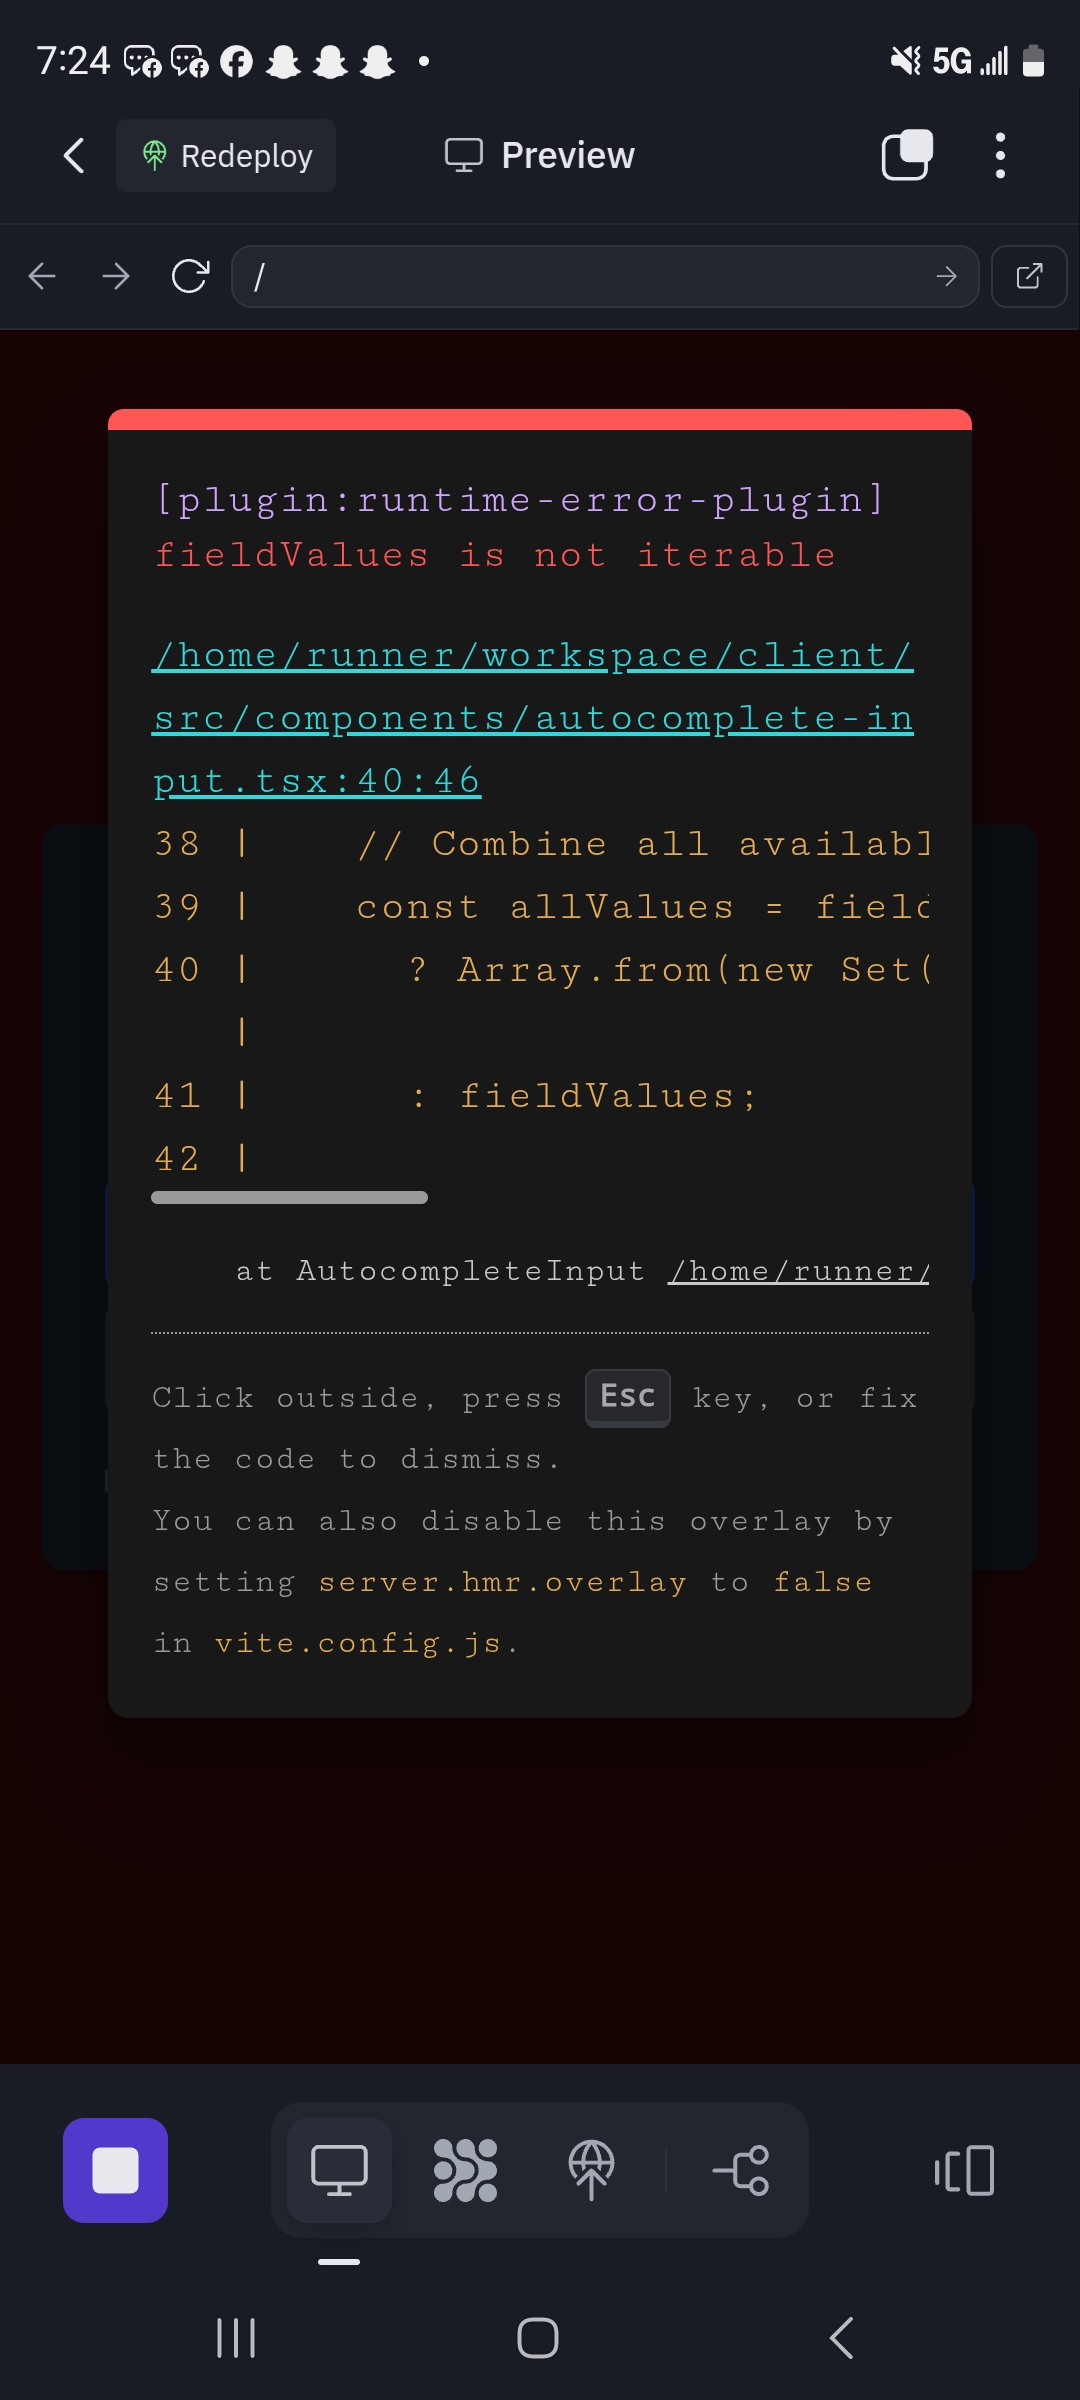 7:24
5G
Redeploy
Preview
/
[plugin:runtime-error-plugin]
fieldValues is not iterable
/home/runner/workspace/client/
src/components/autocomplete-in
put.tsx:40:46
38 |    // Combine all availabl
39 |    const allValues = field
40 |      ? Array.from(new Set(
|
41 |      : fieldValues;
42 |
at AutocompleteInput /home/runner/
Click outside, press Esc key, or fix
the code to dismiss.
You can also disable this overlay by
setting server.hmr.overlay to false
in vite.config.js.